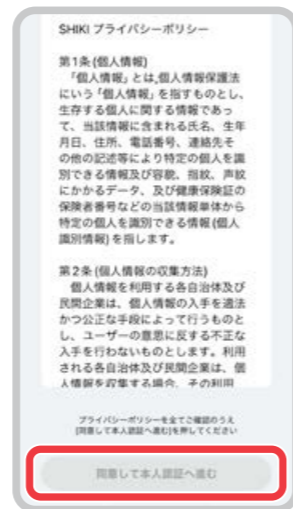 SHIKI プライバシーポリシー
第1条(個人情報)
「個人情報」とは,個人情報保護法
にいう「個人情報」を指すものとし、
生存する個人に関する情報であっ
て、当該情報に含まれる氏名、生年
月日、住所、電話番号、連絡先そ
の他の記述等により特定の個人を識
別できる情報及び容貌、指紋、声紋
にかかるデータ、及び健康保険証の
保険者番号などの当該情報単体から
特定の個人を識別できる情報(個人
識別情報)を指します。
第2条(個人情報の収集方法)
個人情報を利用する各自治体及び
民間企業は、個人情報の入手を適法
かつ公正な手段によって行うものと
し、ユーザーの意思に反する不正な
入手を行わないものとします。利用
される各自治体及び民間企業は、個
人情報を収集する場合、その利用
プライバシーポリシーを全てご確認のうえ
[同意して本人認証へ進む]を押してください
同意して本人認証へ進む